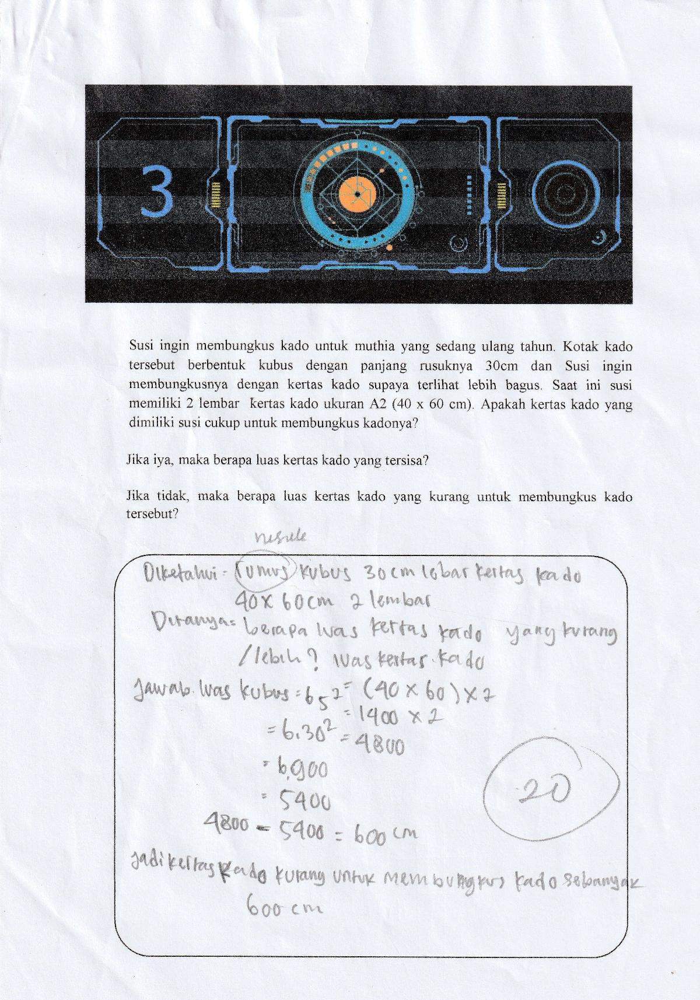 3
Susi ingin membungkus kado untuk muthia yang sedang ulang tahun. Kotak kado
tersebut berbentuk kubus dengan panjang rusuknya 30cm dan Susi ingin
membungkusnya dengan kertas kado supaya terlihat lebih bagus. Saat ini susi
memiliki 2 lembar kertas kado ukuran A2 (40 x 60 cm). Apakah kertas kado yang
dimiliki susi cukup untuk membungkus kadonya?
Jika iya, maka berapa luas kertas kado yang tersisa?
Jika tidak, maka berapa luas kertas kado yang kurang untuk membungkus kado
tersebut?
Diketahui = rumus kubus 30cm lebar kertas kado
40 x 60 cm 2 lembar
Ditanya = berapa luas kertas kado yang kurang
/lebih? luas kertas kado
Jawab. luas kubus = 6 s² = (40 x 60) x 2
= 1400 x 2
= 6.30² = 4800
= 6.900
= 5400
4800 - 5400 = 600 cm
20
Jadi kertas kado kurang untuk membungkus kado sebanyak
600 cm